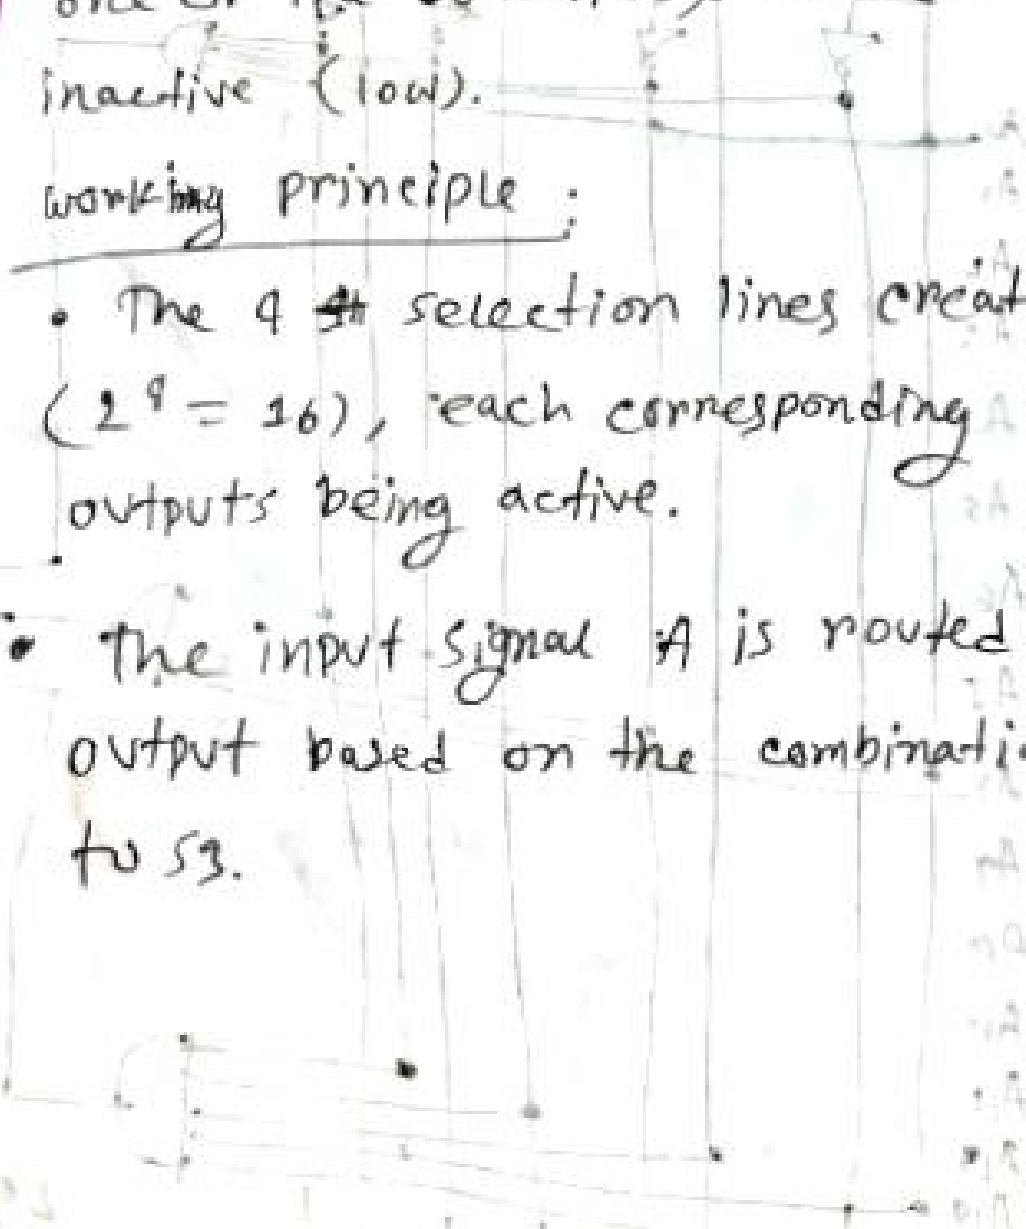 inactive (low).
working principle :
• The 4 selection lines creat
(2⁴ = 16), each corresponding
outputs being active.
• The input signal A is routed
output based on the combinati
to S3.